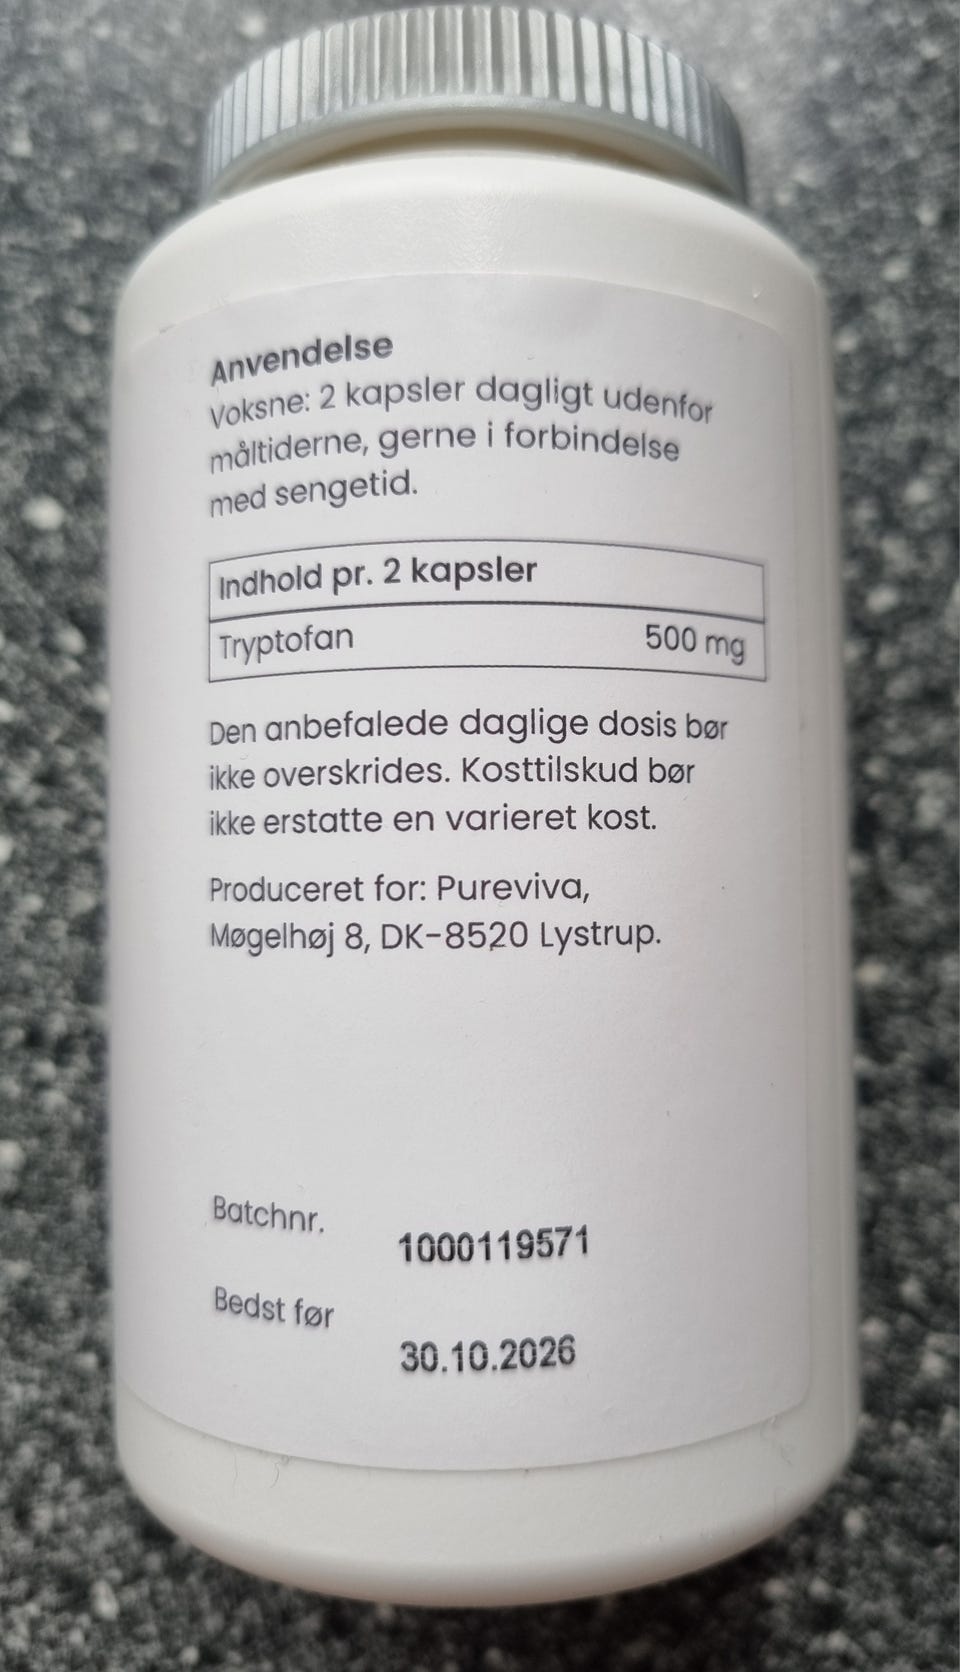 Anvendelse
Voksne: 2 kapsler dagligt udenfor
måltiderne, gerne i forbindelse
med sengetid.
Indhold pr. 2 kapsler
Tryptofan 500 mg
Den anbefalede daglige dosis bør
ikke overskrides. Kosttilskud bør
ikke erstatte en varieret kost.
Produceret for: Pureviva,
Møgelhøj 8, DK-8520 Lystrup.
Batchnr.
1000119571
Bedst før
30.10.2026